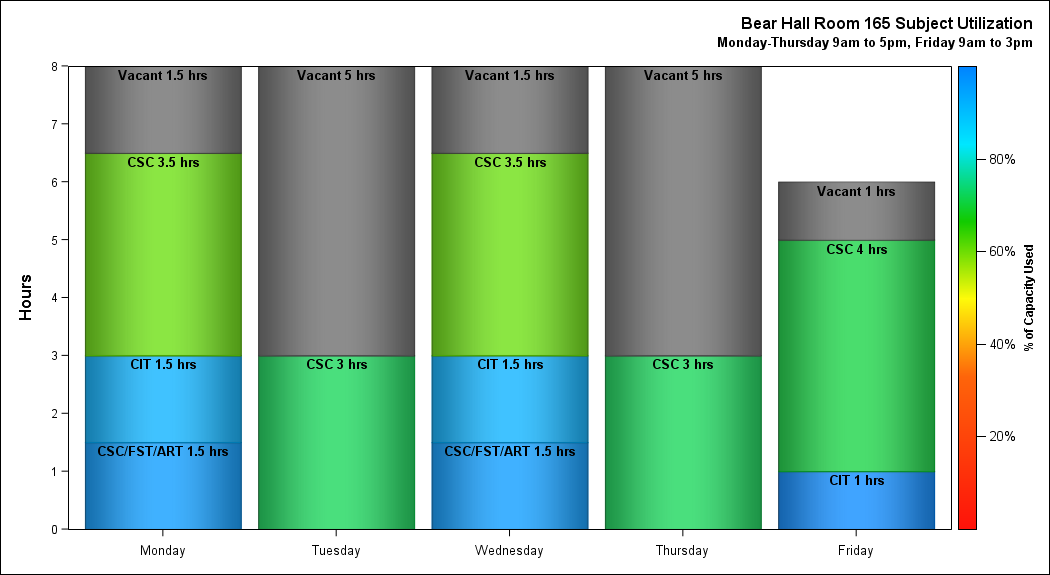 Bear Hall Room 165 Subject Utilization
Monday-Thursday 9am to 5pm, Friday 9am to 3pm
8
7
6
5
4
3
2
1
0
Hours
Vacant 1.5 hrs
CSC 3.5 hrs
CIT 1.5 hrs
CSC/FST/ART 1.5 hrs
Vacant 5 hrs
CSC 3 hrs
Vacant 1.5 hrs
CSC 3.5 hrs
CIT 1.5 hrs
CSC/FST/ART 1.5 hrs
Vacant 5 hrs
CSC 3 hrs
Vacant 1 hrs
CSC 4 hrs
CIT 1 hrs
Monday Tuesday Wednesday Thursday Friday
80%
60%
40%
20%
% of Capacity Used